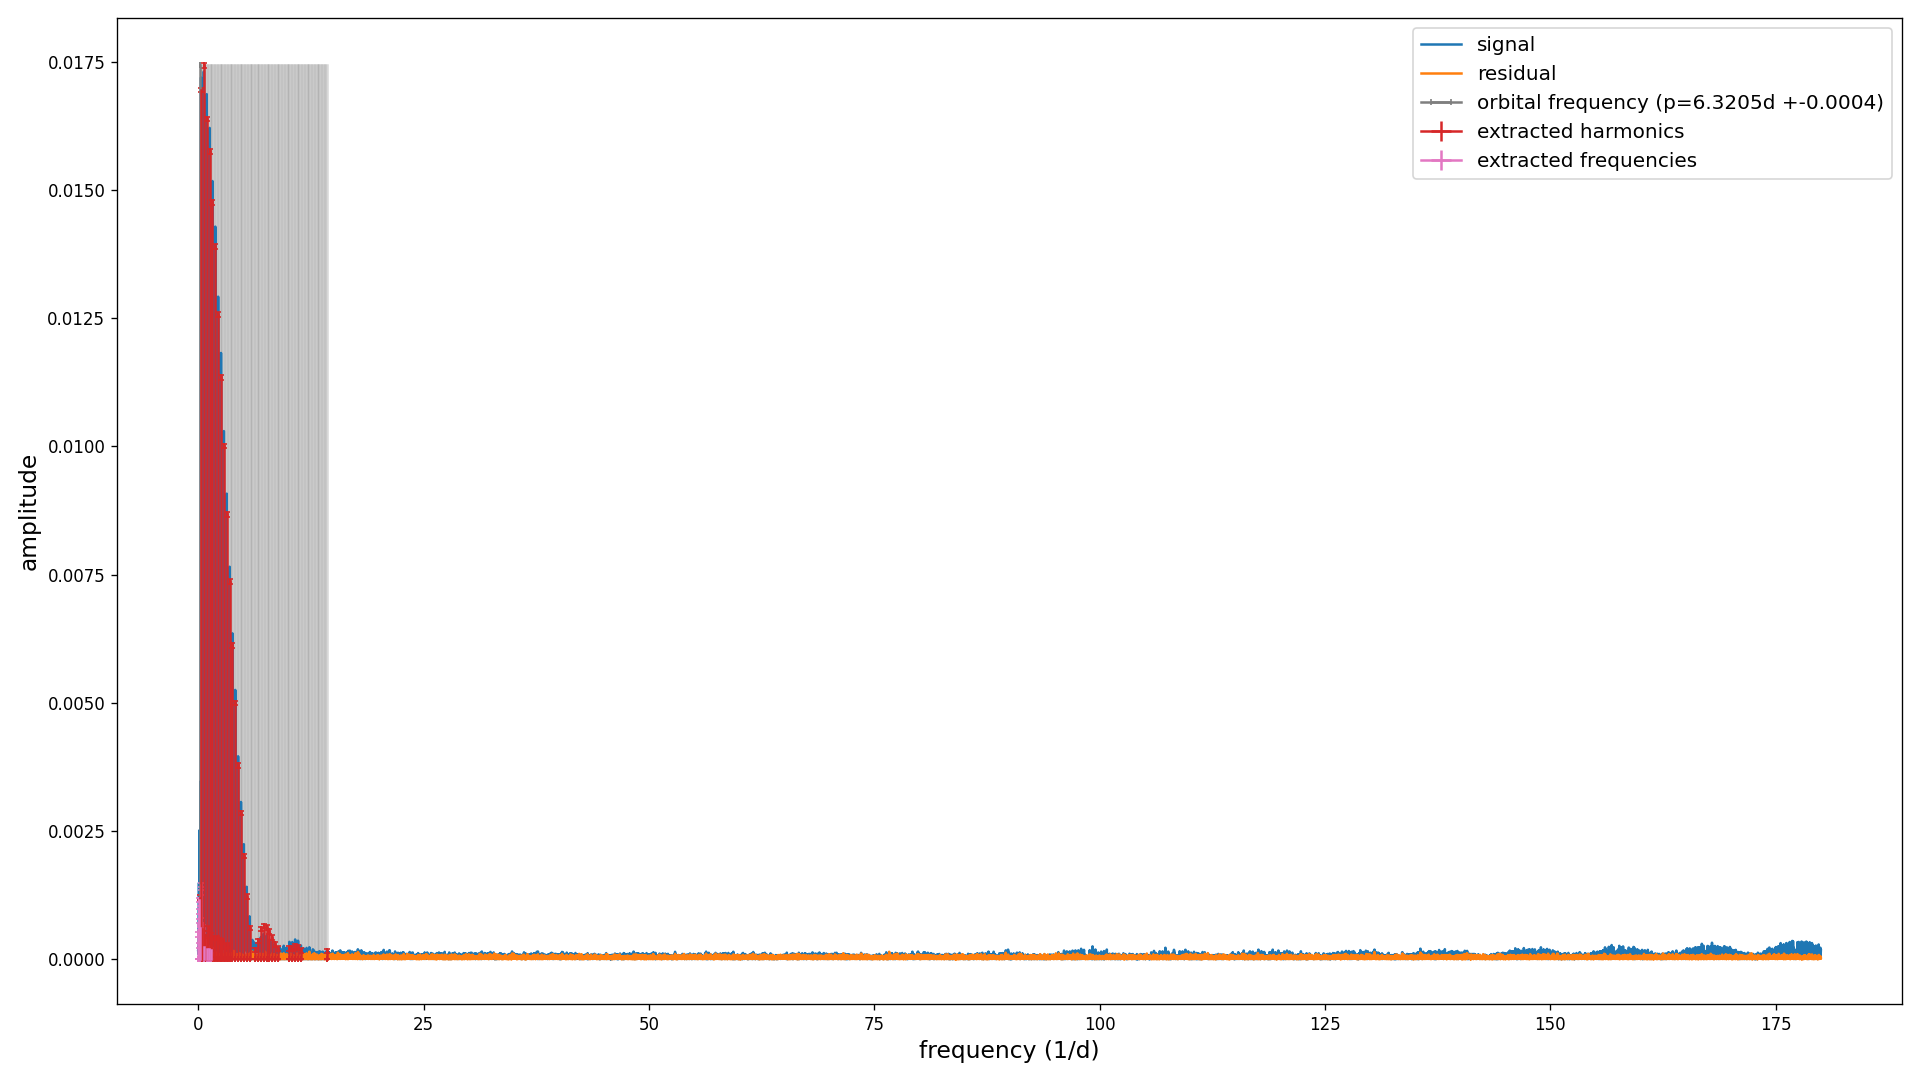 signal
residual
orbital frequency (p=6.3205d +-0.0004)
extracted harmonics
extracted frequencies
0.0175
0.0150
0.0125
0.0100
0.0075
0.0050
0.0025
0.0000
amplitude
0 25 50 75 100 125 150 175
frequency (1/d)